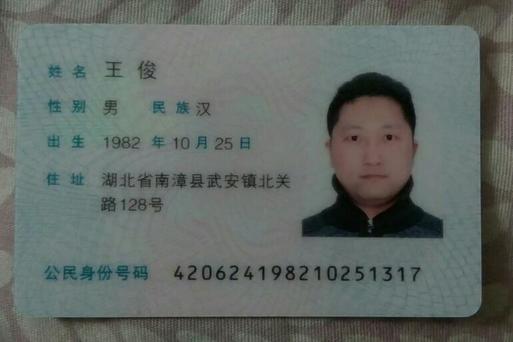 姓名 王俊
性别 男 民族 汉
出生 1982 年 10 月 25 日
住址 湖北省南漳县武安镇北关
路128号
公民身份号码 420624198210251317